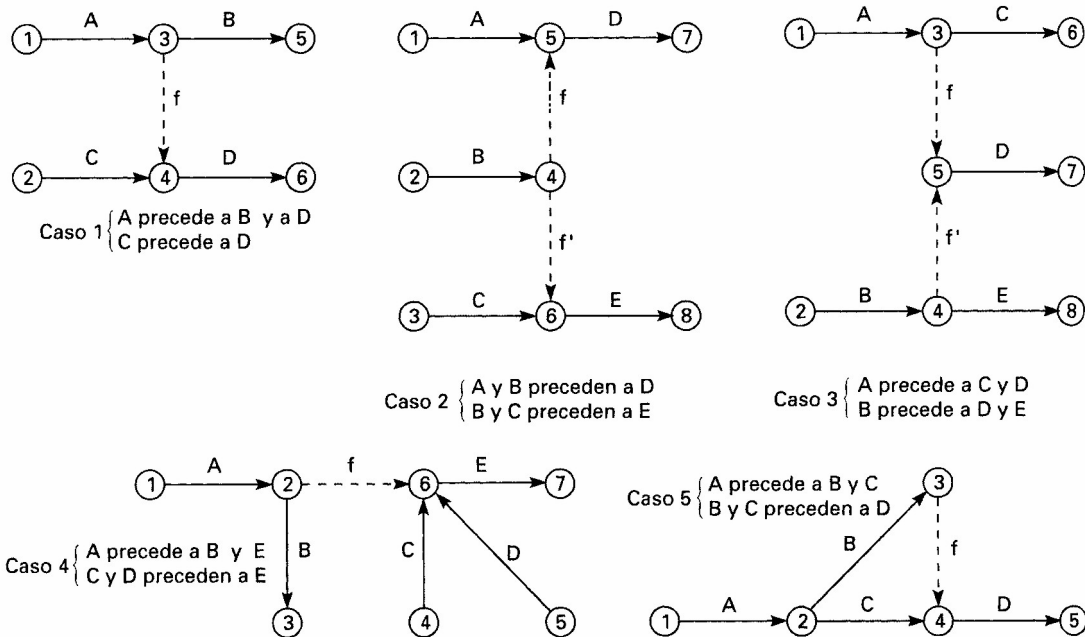 A B
1 3 5
f
C D
2 4 6
Caso 1 { A precede a B y a D
C precede a D
A D
1 5 7
f
B
2 4
f'
C E
3 6 8
Caso 2 { A y B preceden a D
B y C preceden a E
A C
1 3 6
f
D
5 7
f'
B E
2 4 8
Caso 3 { A precede a C y D
B precede a D y E
A f E
1 2 6 7
B C D
3 4 5
Caso 4 { A precede a B y E
C y D preceden a E
Caso 5 { A precede a B y C
B y C preceden a D
3
B f
A C D
1 2 4 5